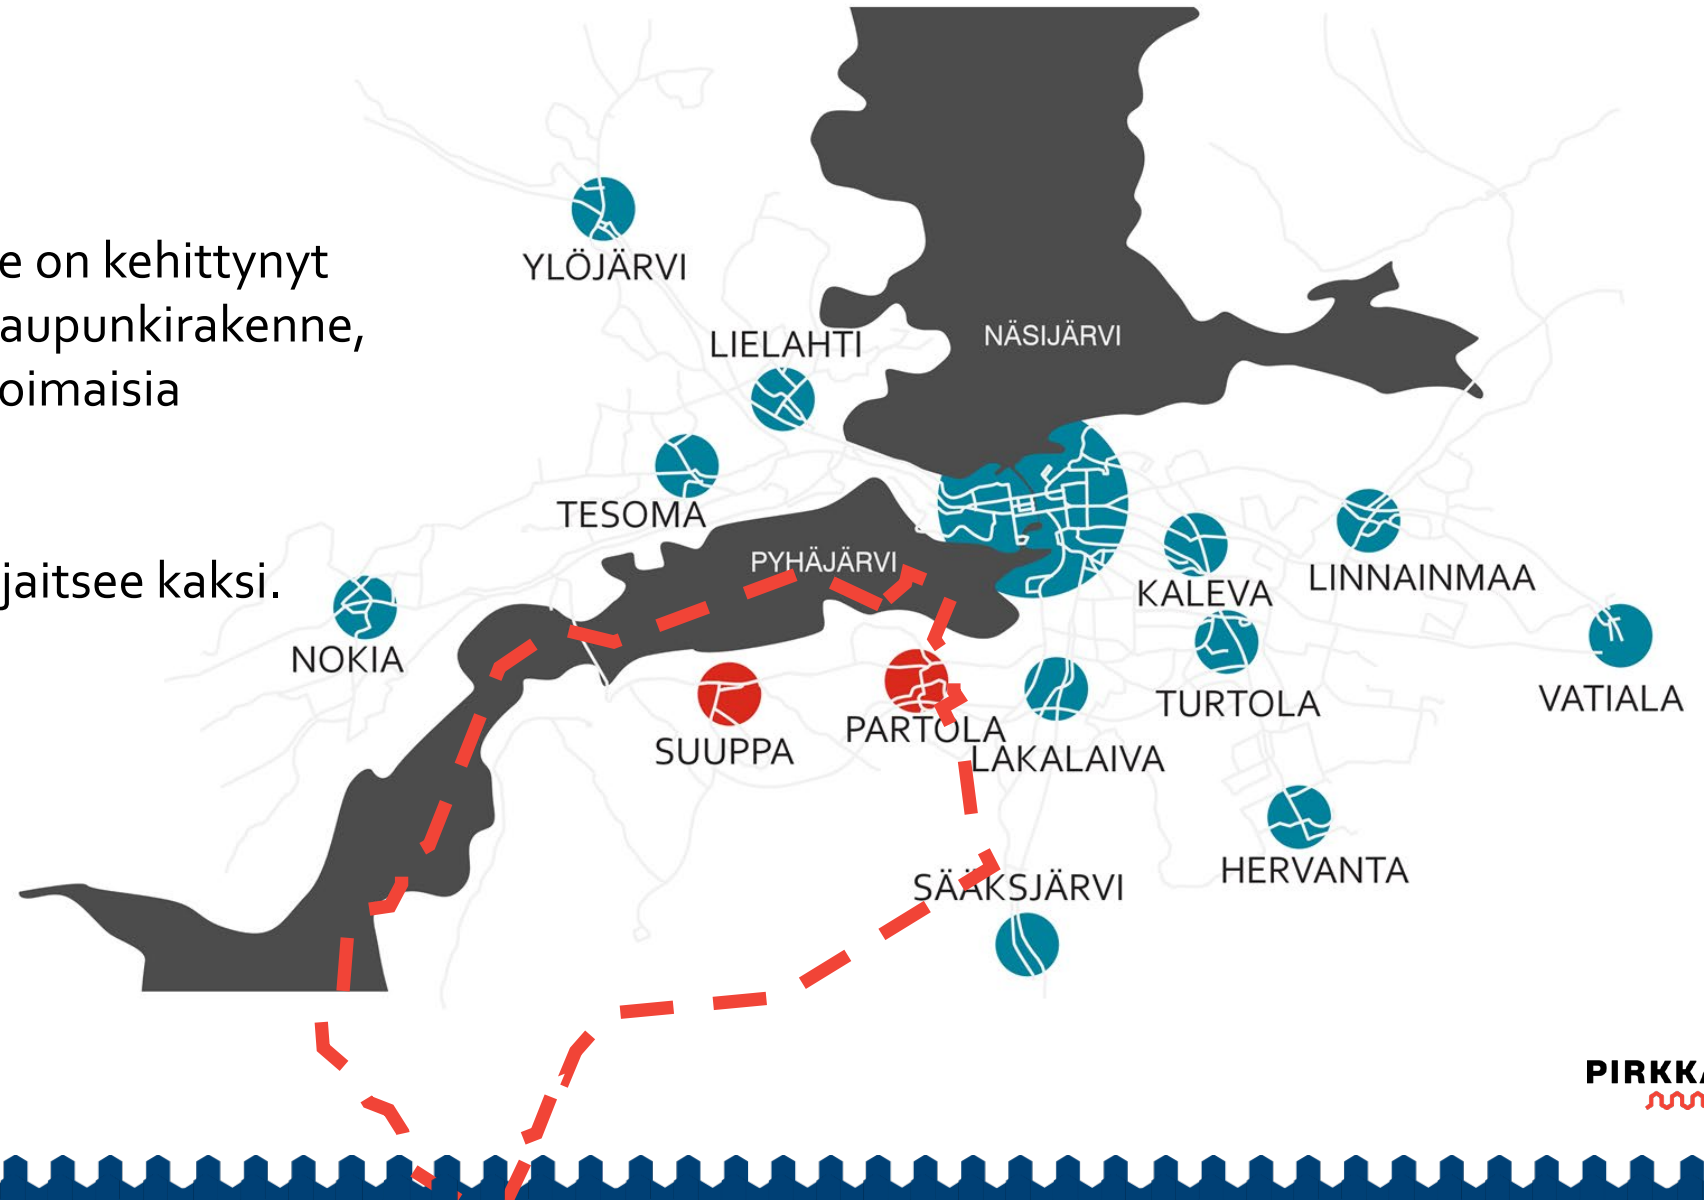 e on kehittynyt
aupunkirakenne,
oimaisia
jaitsee kaksi.
YLÖJÄRVI
LIELAHTI
NÄSIJÄRVI
TESOMA
PYHÄJÄRVI
NOKIA
KALEVA
LINNAINMAA
SUUPPA
PARTOLA
LAKALAIVA
TURTOLA
VATIALA
HERVANTA
SÄÄKSJÄRVI
PIRKKA